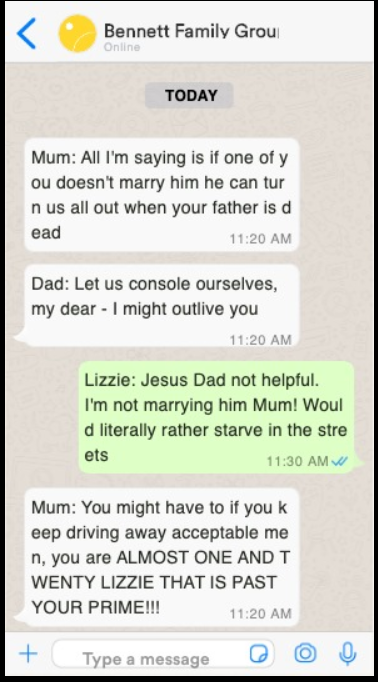 Bennett Family Grou
Online
TODAY
Mum: All I'm saying is if one of y
ou doesn't marry him he can tur
n us all out when your father is d
ead
11:20 AM
Dad: Let us console ourselves,
my dear - I might outlive you
11:20 AM
Lizzie: Jesus Dad not helpful.
I'm not marrying him Mum! Woul
d literally rather starve in the stre
ets
11:30 AM
Mum: You might have to if you k
eep driving away acceptable me
n, you are ALMOST ONE AND T
WENTY LIZZIE THAT IS PAST
YOUR PRIME!!!
11:20 AM
Type a message